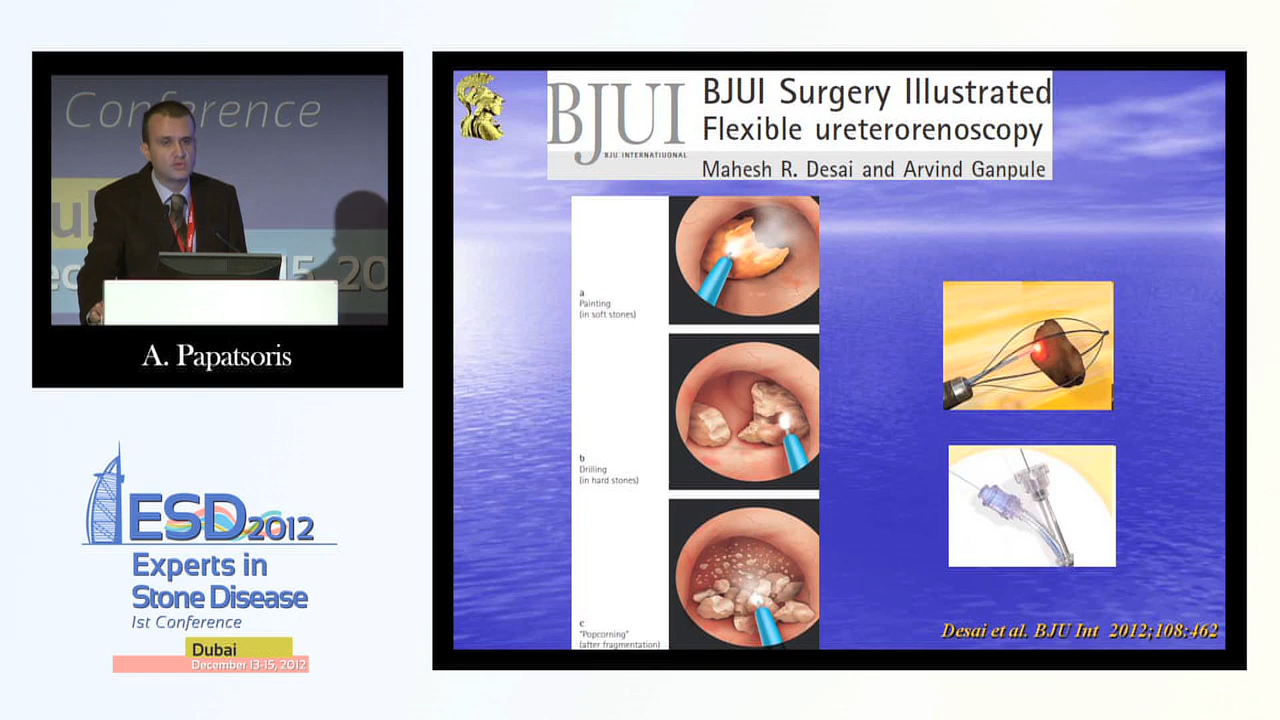 Conference
15, 20
A. Papatsoris
ESD 2012
Experts in
Stone Disease
1st Conference
Dubai
December 13-15, 2012
BJUI
BJU INTERNATIONAL
BJUI Surgery Illustrated
Flexible ureterorenoscopy
Mahesh R. Desai and Arvind Ganpule
a
Painting
(in soft stones)
b
Drilling
(in hard stones)
c
"Popcorning"
(after fragmentation)
Desai et al. BJU Int 2012;108:462